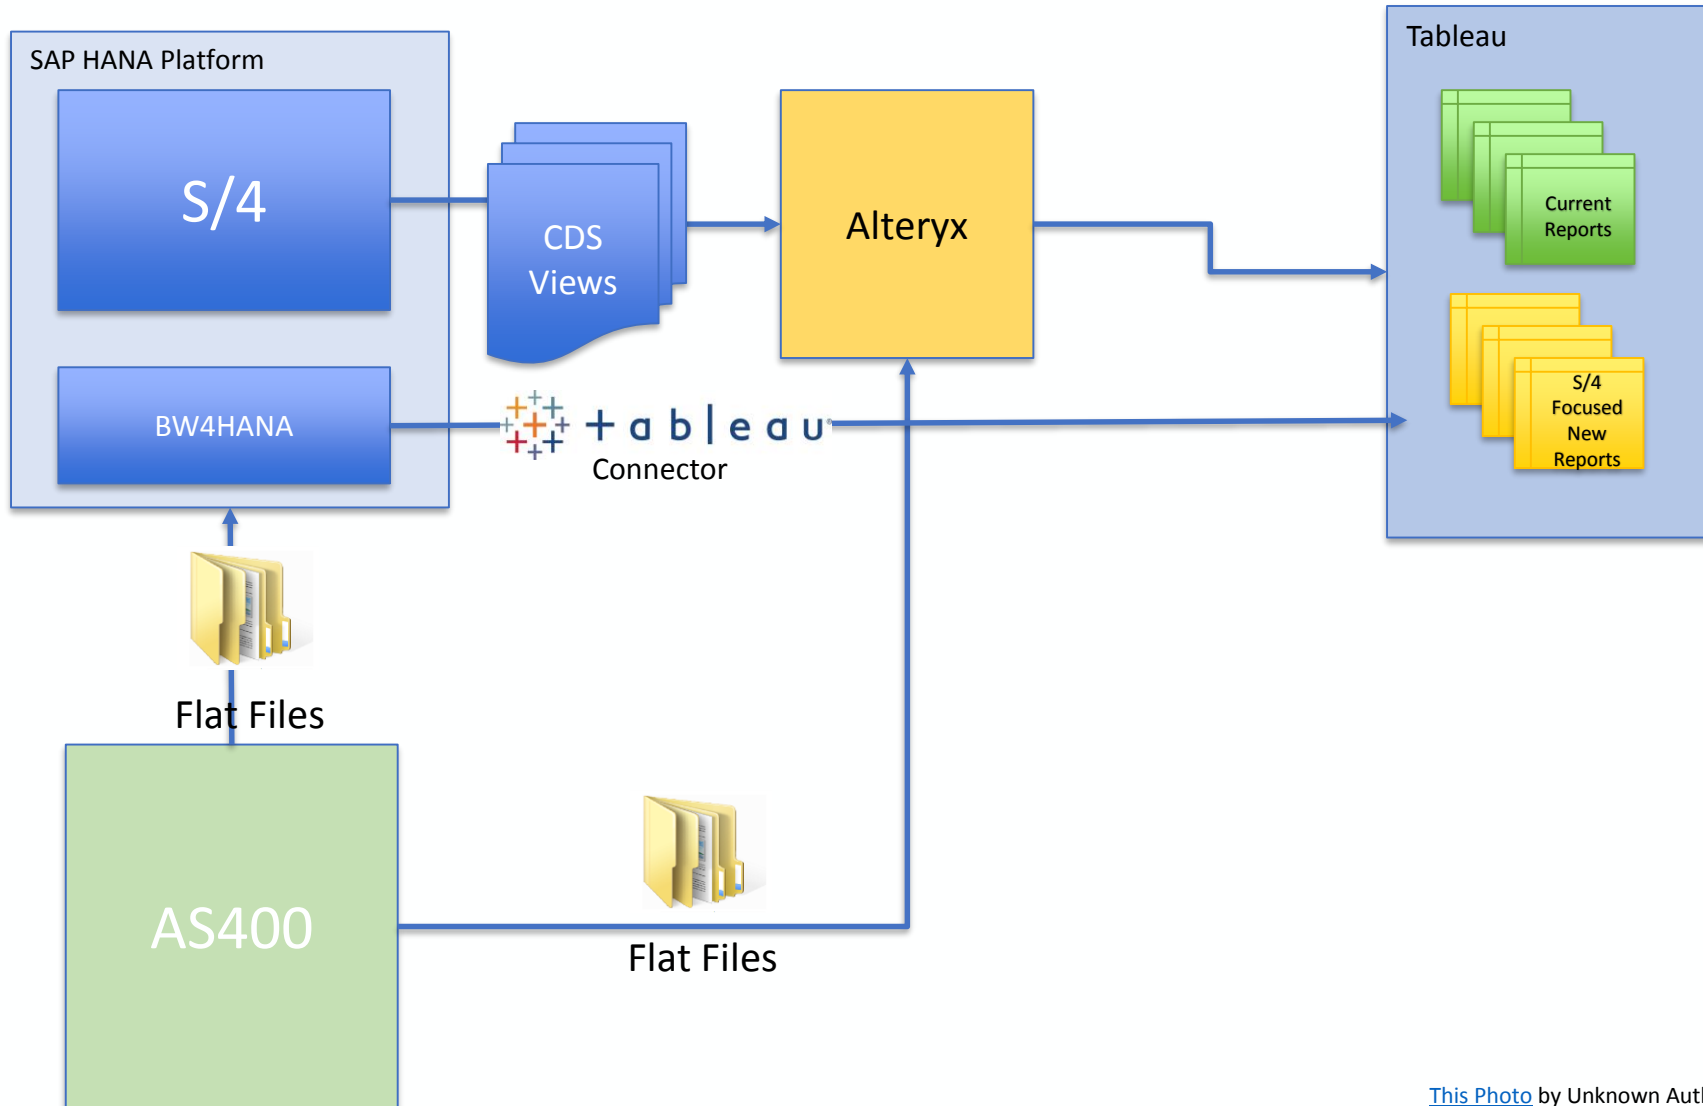 SAP HANA Platform
S/4
CDS
Views
Alteryx
Tableau
Current
Reports
S/4
Focused
New
Reports
BW4HANA
+ableau
Connector
Flat Files
AS400
Flat Files
This Photo by Unknown Auth